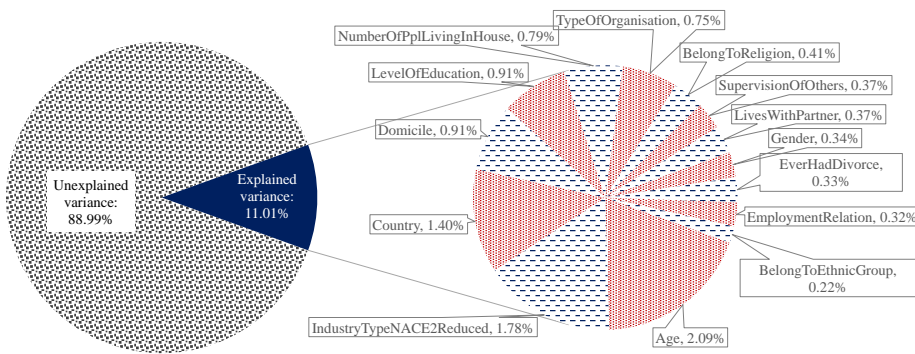 Unexplained
variance:
88.99%
Explained
variance:
11.01%
TypeOfOrganisation, 0.75%
NumberOfPplLivingInHouse, 0.79%
BelongToReligion, 0.41%
LevelOfEducation, 0.91%
SupervisionOfOthers, 0.37%
LivesWithPartner, 0.37%
Domicile, 0.91%
Gender, 0.34%
EverHadDivorce,
0.33%
Country, 1.40%
EmploymentRelation, 0.32%
BelongToEthnicGroup,
0.22%
IndustryTypeNACE2Reduced, 1.78%
Age, 2.09%